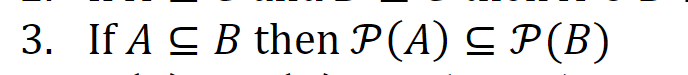 3. If A ⊆ B then 𝒫(A) ⊆ 𝒫(B)